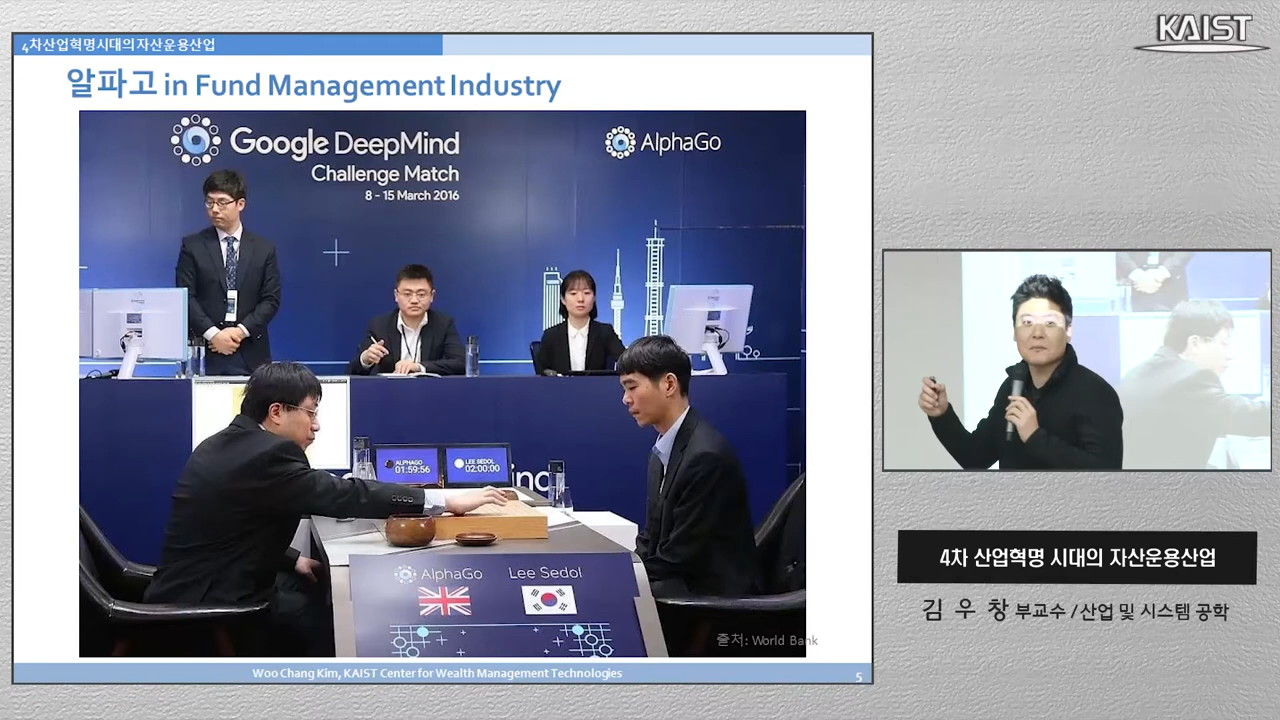 KAIST
4차산업혁명시대의자산운용산업
알파고 in Fund Management Industry
Google DeepMind
Challenge Match
8 - 15 March 2016
AlphaGo
ALPHAGO
01:59:56
LEE SEDOL
02:00:00
ing
AlphaGo
Lee Sedol
출처: World Bank
Woo Chang Kim, KAIST Center for Wealth Management Technologies
5
4차 산업혁명 시대의 자산운용산업
김 우 창 부교수 / 산업 및 시스템 공학